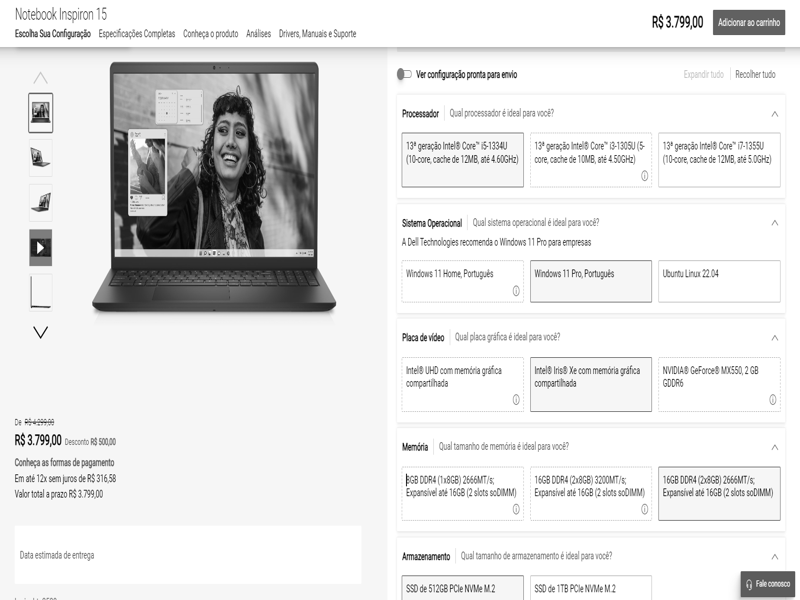 Notebook Inspiron 15
R$ 3.799,00
Adicionar ao carrinho
Escolha Sua Configuração Especificações Completas Conheça o produto Análises Drivers, Manuais e Suporte
Ver configuração pronta para envio
Expandir tudo
Recolher tudo
Processador
Qual processador é ideal para você?
13ª geração Intel® Core™ i5-1334U
(10-core, cache de 12MB, até 4.60GHz)
13ª geração Intel® Core™ i3-1305U (5-
core, cache de 10MB, até 4.50GHz)
13ª geração Intel® Core™ i7-1355U
(10-core, cache de 12MB, até 5.0GHz)
Sistema Operacional
Qual sistema operacional é ideal para você?
A Dell Technologies recomenda o Windows 11 Pro para empresas
Windows 11 Home, Português
Windows 11 Pro, Português
Ubuntu Linux 22.04
Placa de vídeo
Qual placa gráfica é ideal para você?
Intel® UHD com memória gráfica
compartilhada
Intel® Iris® Xe com memória gráfica
compartilhada
NVIDIA® GeForce® MX550, 2 GB
GDDR6
De R$ 4.299,00
R$ 3.799,00 Desconto R$ 500,00
Conheça as formas de pagamento
Em até 12x sem juros de R$ 316,58
Valor total a prazo R$ 3.799,00
Data estimada de entrega
Memória
Qual tamanho de memória é ideal para você?
8GB DDR4 (1x8GB) 2666MT/s;
Expansível até 16GB (2 slots soDIMM)
16GB DDR4 (2x8GB) 3200MT/s;
Expansível até 16GB (2 slots soDIMM)
16GB DDR4 (2x8GB) 2666MT/s;
Expansível até 16GB (2 slots soDIMM)
Armazenamento
Qual tamanho de armazenamento é ideal para você?
SSD de 512GB PCIe NVMe M.2
SSD de 1TB PCIe NVMe M.2
Fale conosco